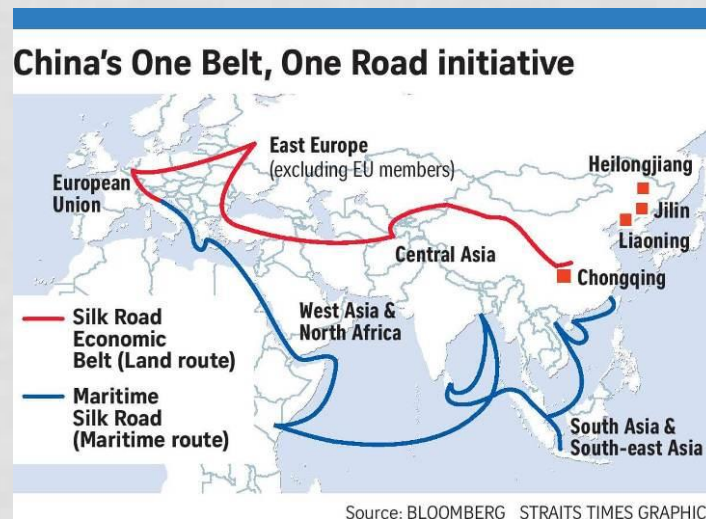 China's One Belt, One Road initiative
East Europe
(excluding EU members)
European
Union
Heilongjiang
Jilin
Liaoning
Central Asia
Chongqing
West Asia &
North Africa
Silk Road
Economic
Belt (Land route)
Maritime
Silk Road
(Maritime route)
South Asia &
South-east Asia
Source: BLOOMBERG STRAITS TIMES GRAPHIC